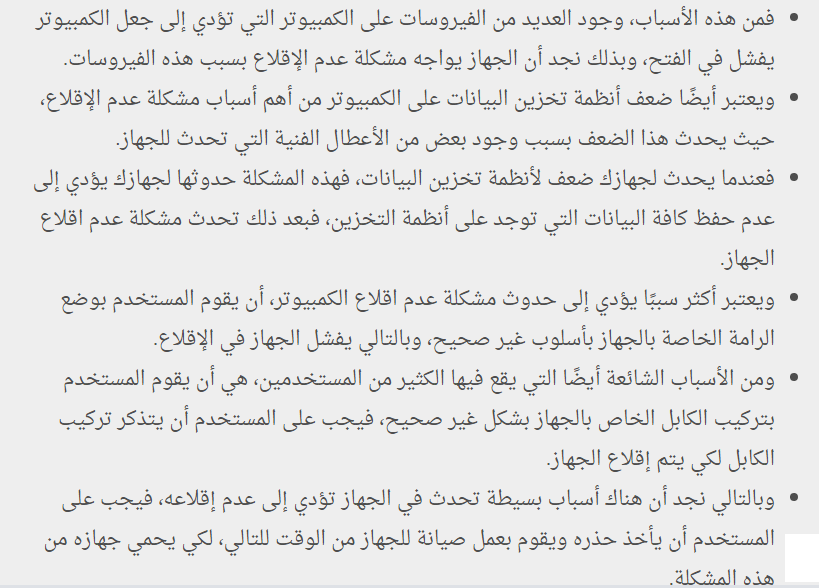 فمن هذه الأسباب، وجود العديد من الفيروسات على الكمبيوتر التي تؤدي إلى جعل الكمبيوتر
يفشل في الفتح، وبذلك نجد أن الجهاز يواجه مشكلة عدم الإقلاع بسبب هذه الفيروسات.
ويعتبر أيضًا ضعف أنظمة تخزين البيانات على الكمبيوتر من أهم أسباب مشكلة عدم الإقلاع،
حيث يحدث هذا الضعف بسبب وجود بعض من الأعطال الفنية التي تحدث للجهاز.
فعندما يحدث لجهازك ضعف لأنظمة تخزين البيانات، فهذه المشكلة حدوثها لجهازك يؤدي إلى
عدم حفظ كافة البيانات التي توجد على أنظمة التخزين، فبعد ذلك تحدث مشكلة عدم اقلاع
الجهاز.
ويعتبر أكثر سببًا يؤدي إلى حدوث مشكلة عدم اقلاع الكمبيوتر، أن يقوم المستخدم بوضع
الرامة الخاصة بالجهاز بأسلوب غير صحيح، وبالتالي يفشل الجهاز في الإقلاع.
ومن الأسباب الشائعة أيضًا التي يقع فيها الكثير من المستخدمين، هي أن يقوم المستخدم
بتركيب الكابل الخاص بالجهاز بشكل غير صحيح، فيجب على المستخدم أن يتذكر تركيب
الكابل لكي يتم إقلاع الجهاز.
وبالتالي نجد أن هناك أسباب بسيطة تحدث في الجهاز تؤدي إلى عدم إقلاعه، فيجب على
المستخدم أن يأخذ حذره ويقوم بعمل صيانة للجهاز من الوقت للتالي، لكي يحمي جهازه من
هذه المشكلة.